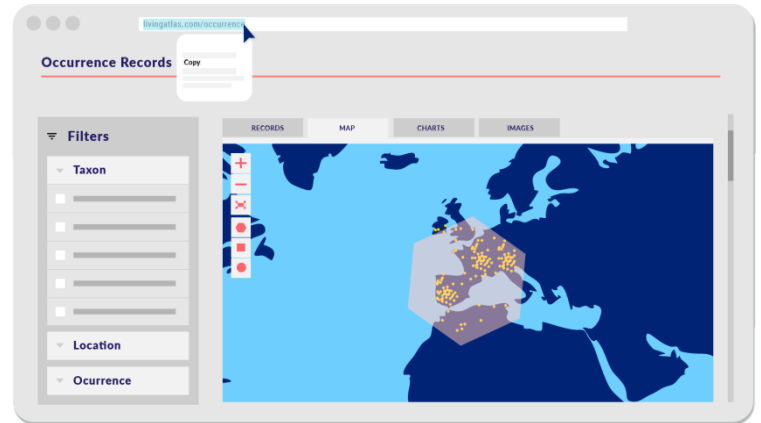 livingatlas.com/occurrence
Copy
Occurrence Records
Filters
Taxon
Location
Ocurrence
RECORDS
MAP
CHARTS
IMAGES